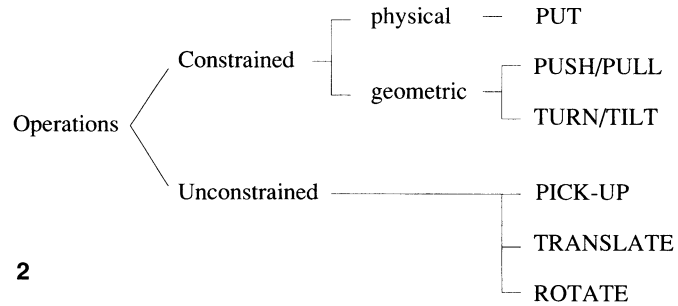 physical
PUT
Constrained
PUSH/PULL
geometric
TURN/TILT
Operations
Unconstrained
PICK-UP
TRANSLATE
2
ROTATE